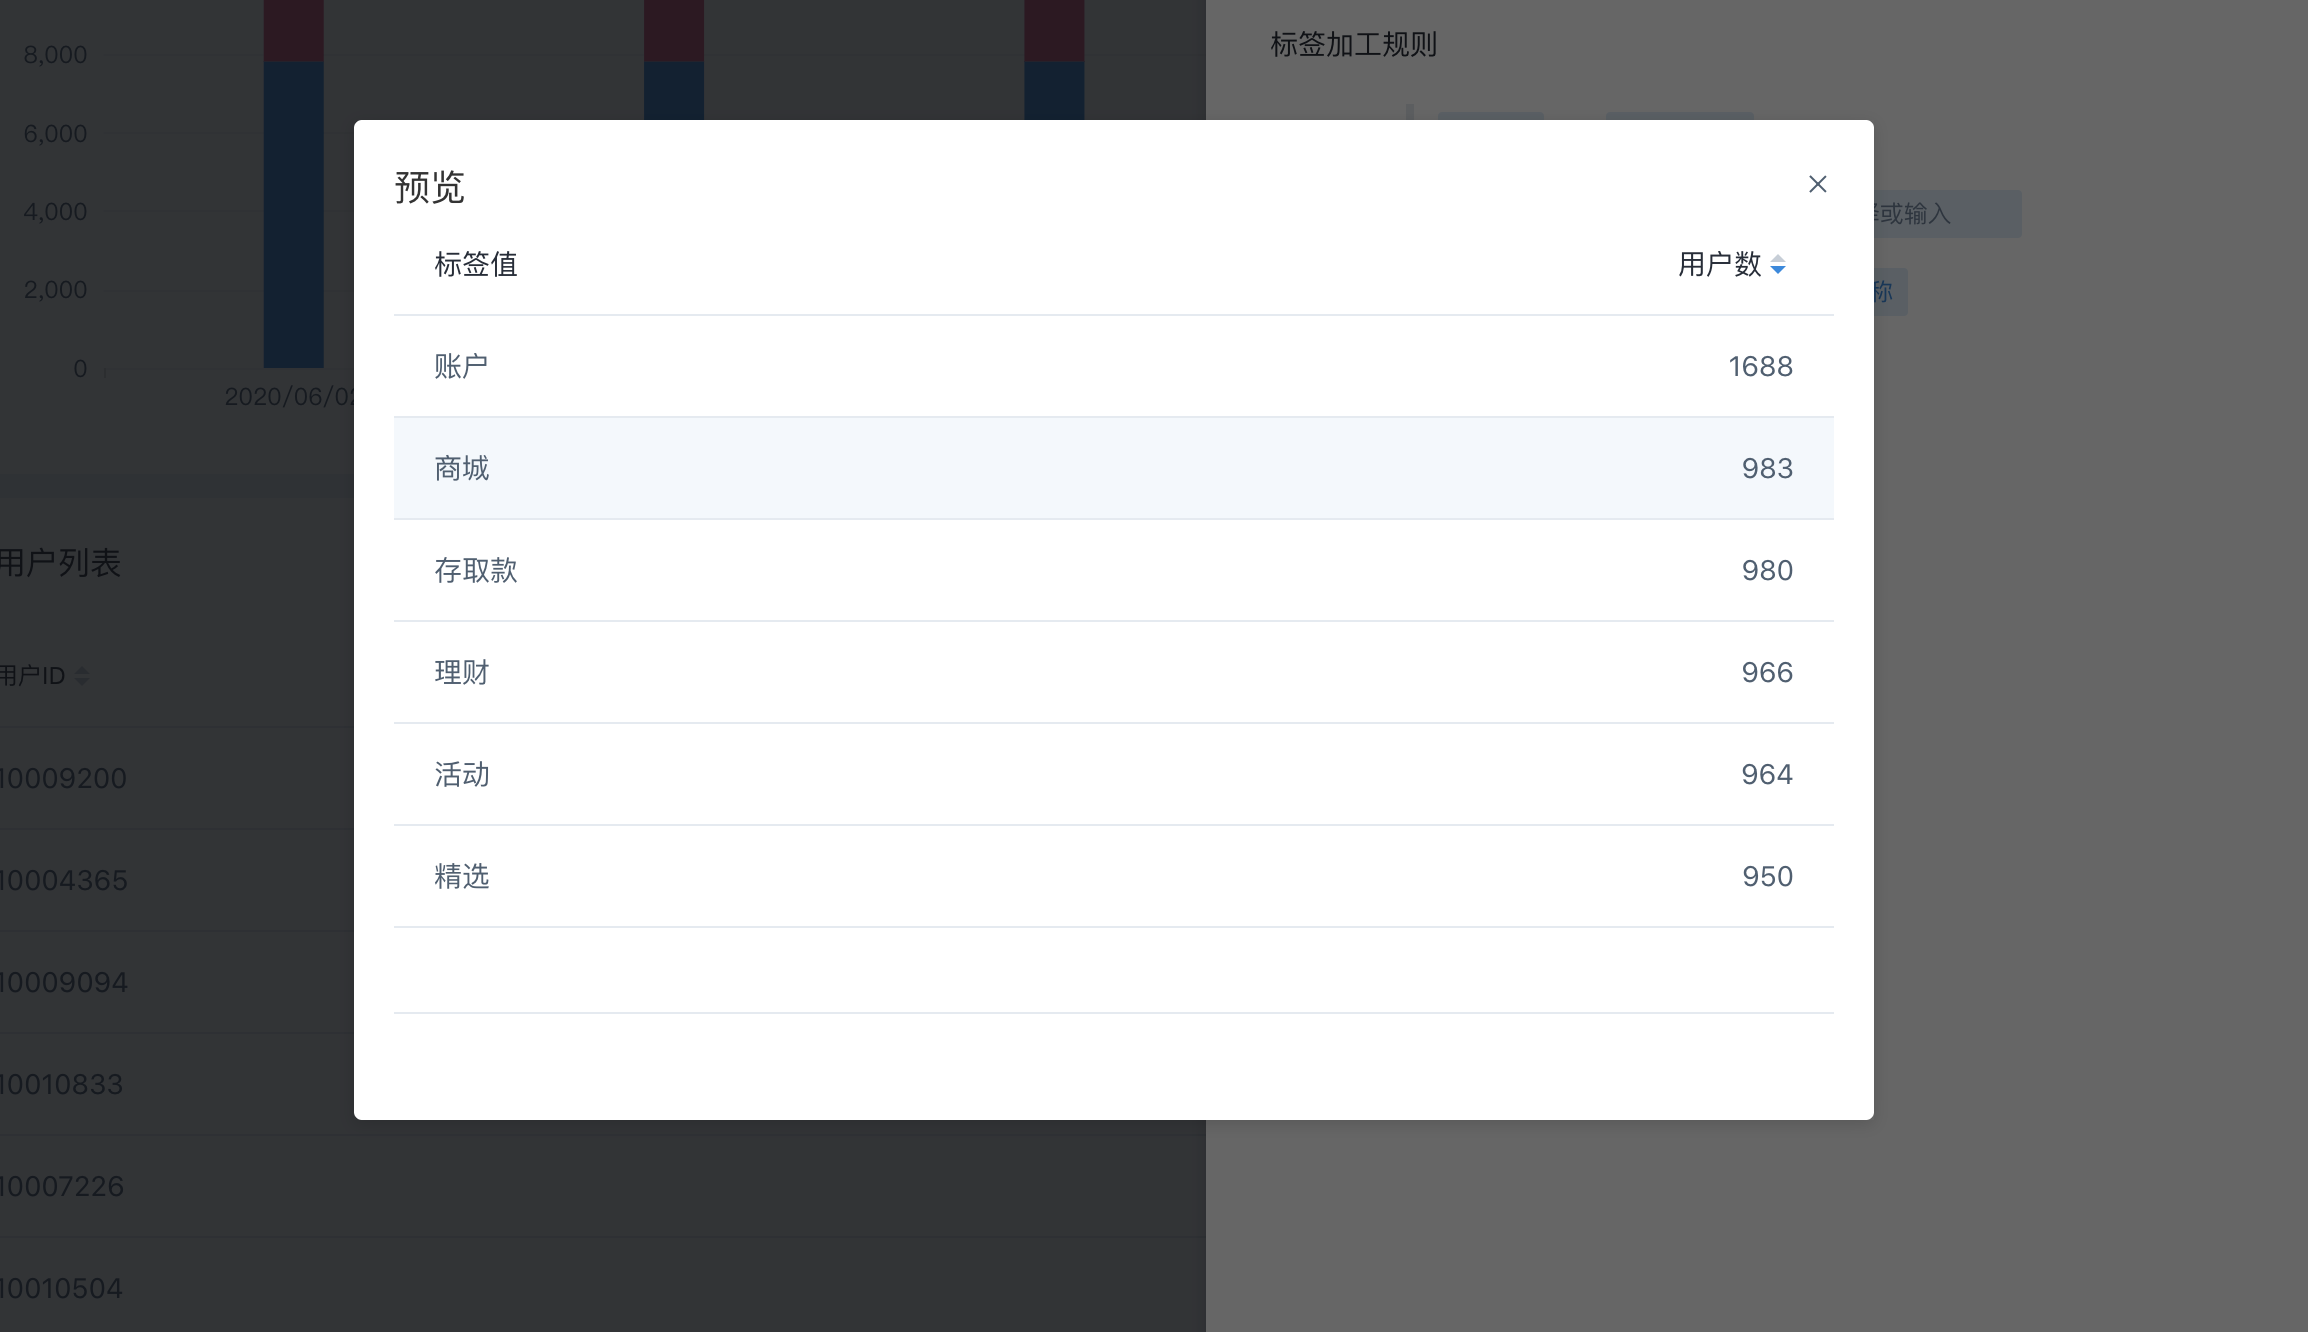 8,000
6,000
4,000
2,000
0
2020/06/0
用户列表
用户ID
10009200
10004365
10009094
10010833
10007226
10010504
预览
标签值 用户数
账户 1688
商城 983
存取款 980
理财 966
活动 964
精选 950
标签加工规则
或输入
称